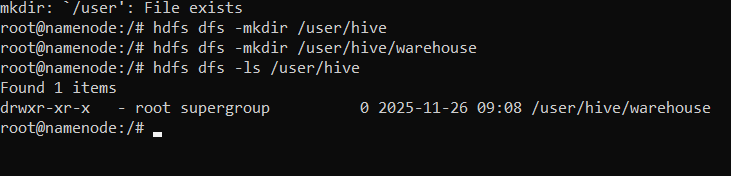 mkdir: `/user': File exists
root@namenode:/# hdfs dfs -mkdir /user/hive
root@namenode:/# hdfs dfs -mkdir /user/hive/warehouse
root@namenode:/# hdfs dfs -ls /user/hive
Found 1 items
drwxr-xr-x   - root supergroup          0 2025-11-26 09:08 /user/hive/warehouse
root@namenode:/#